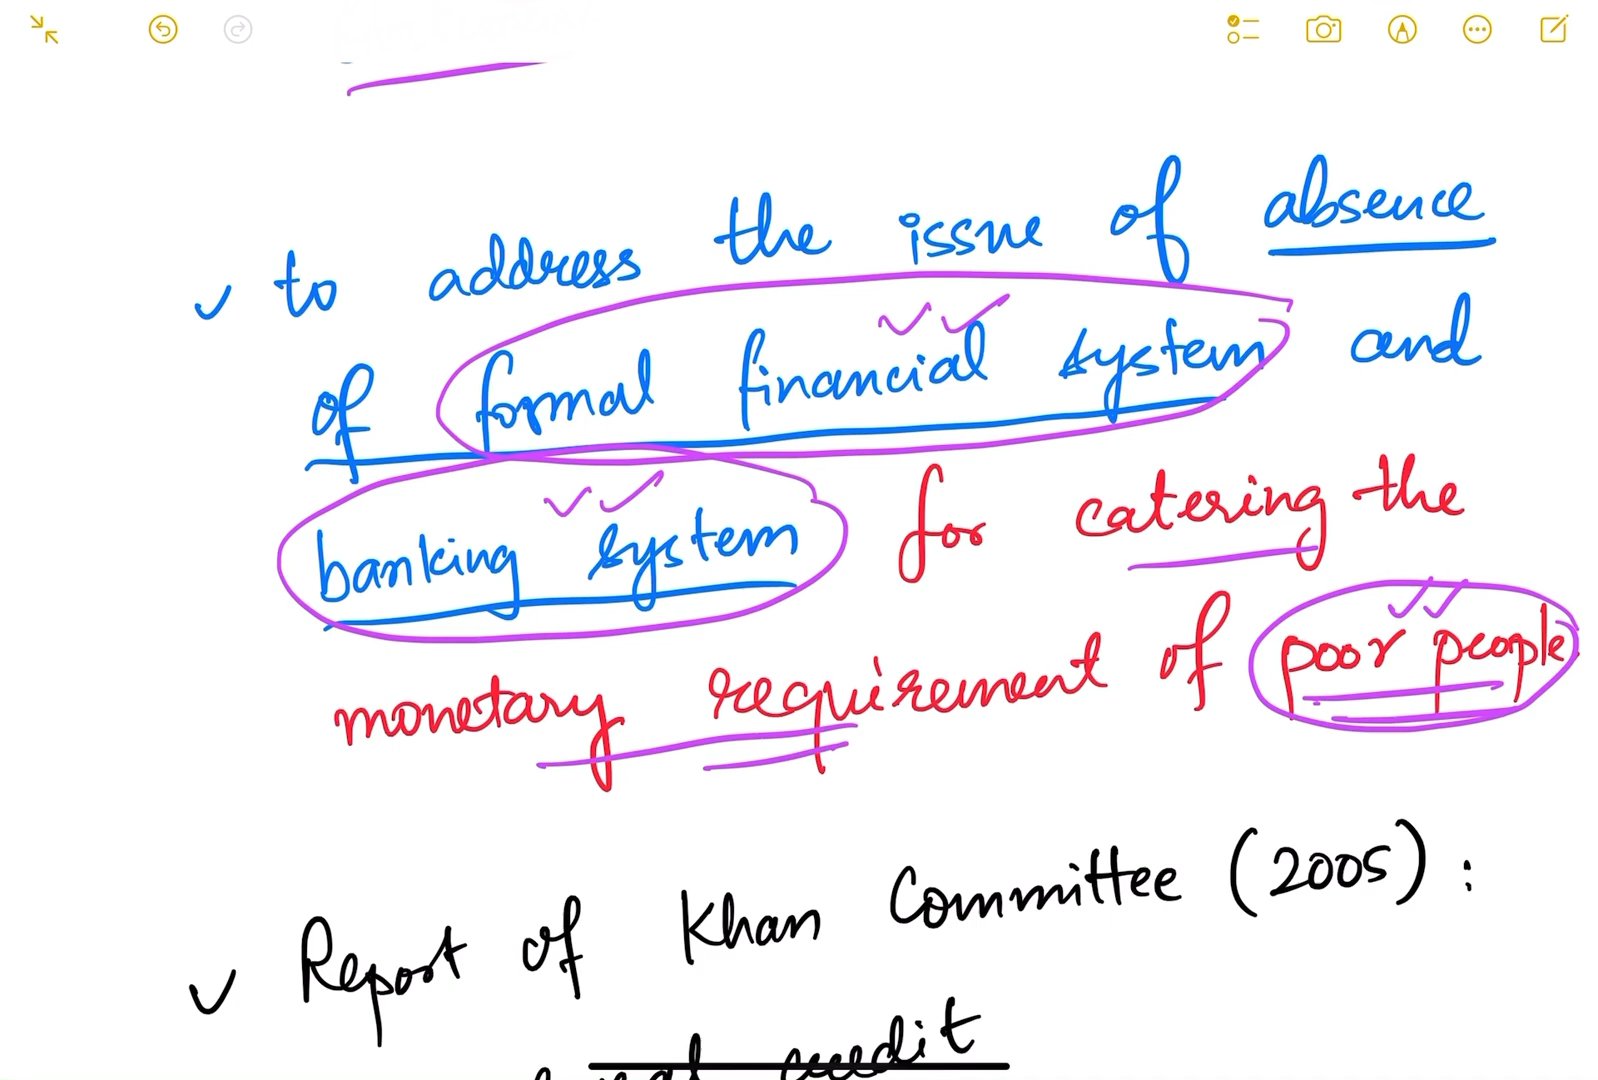 ✓ to address the issue of absence
of formal financial system and
banking system for catering the
monetary requirement of poor people
✓ Report of Khan Committee (2005) :
credit